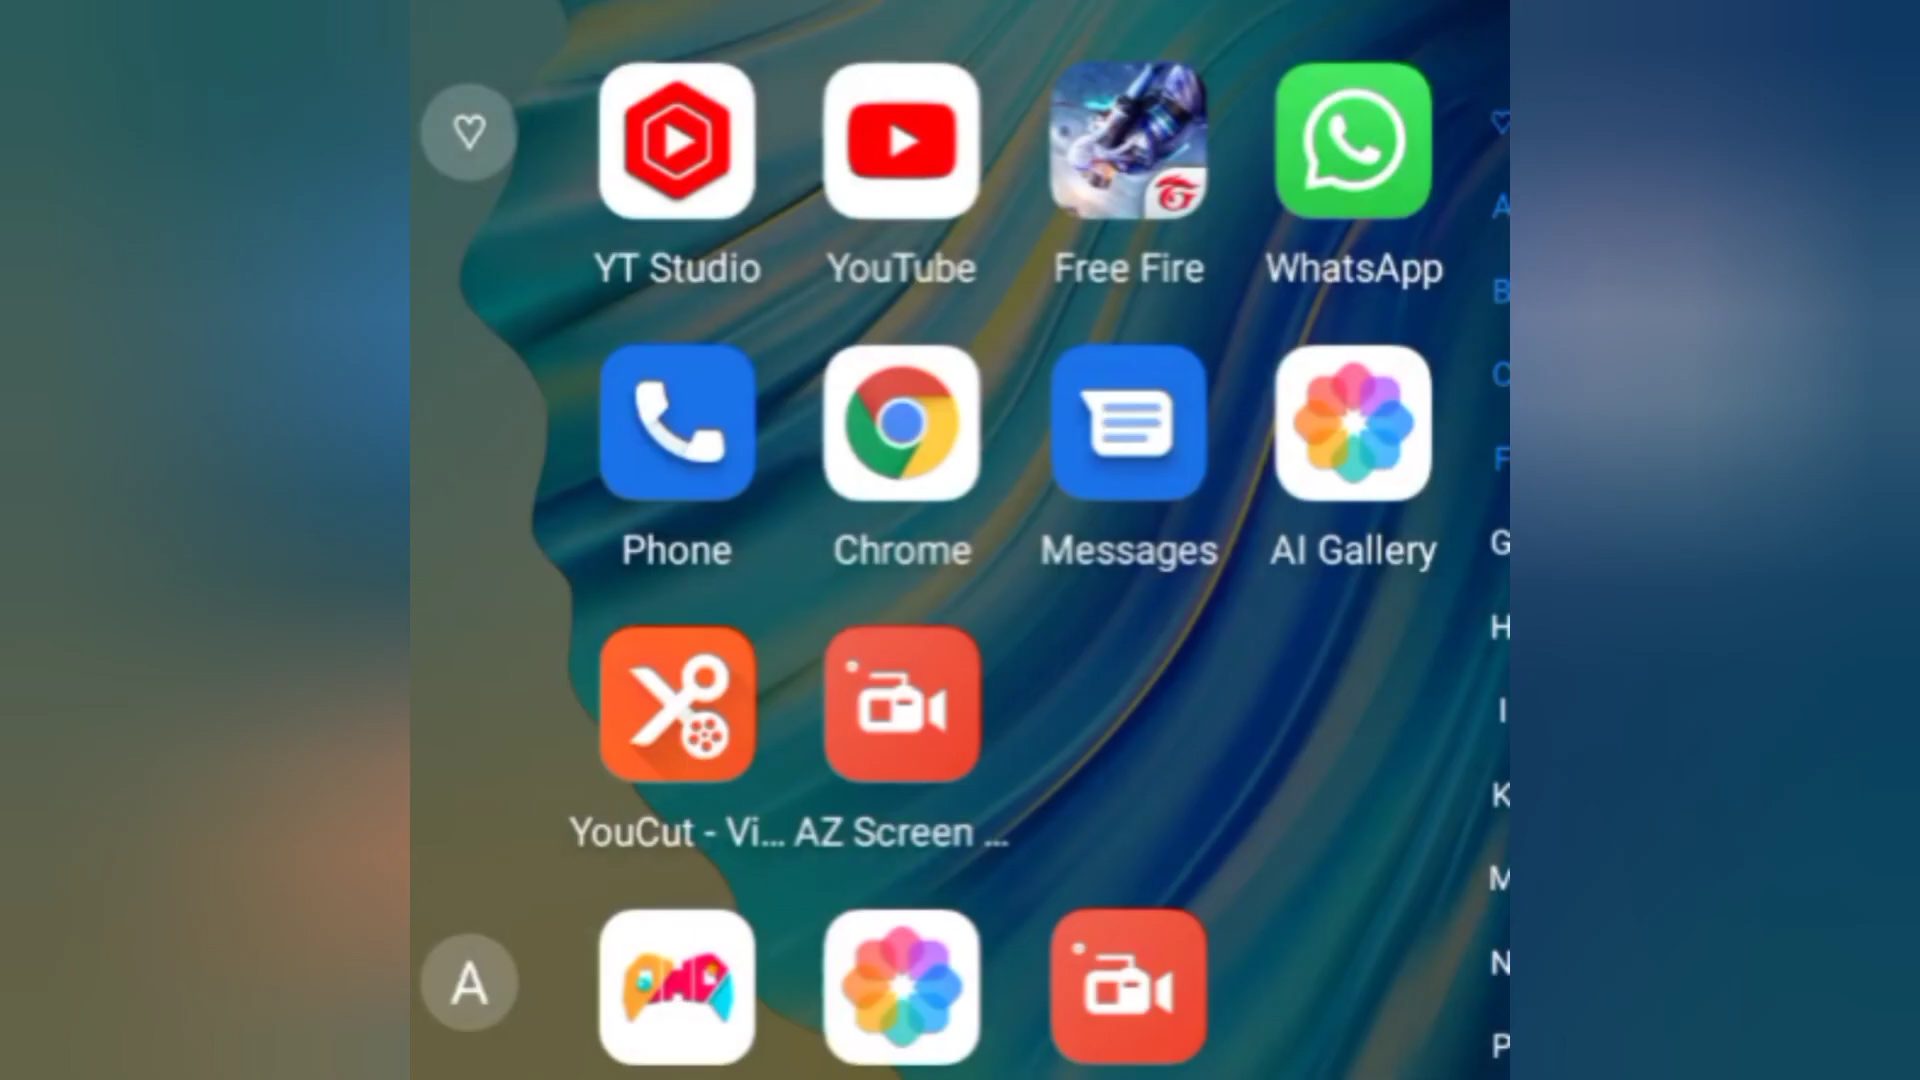 YT Studio YouTube Free Fire WhatsApp
Phone Chrome Messages AI Gallery
YouCut - Vi... AZ Screen ...
A
A
B
C
F
G
H
I
K
M
N
P